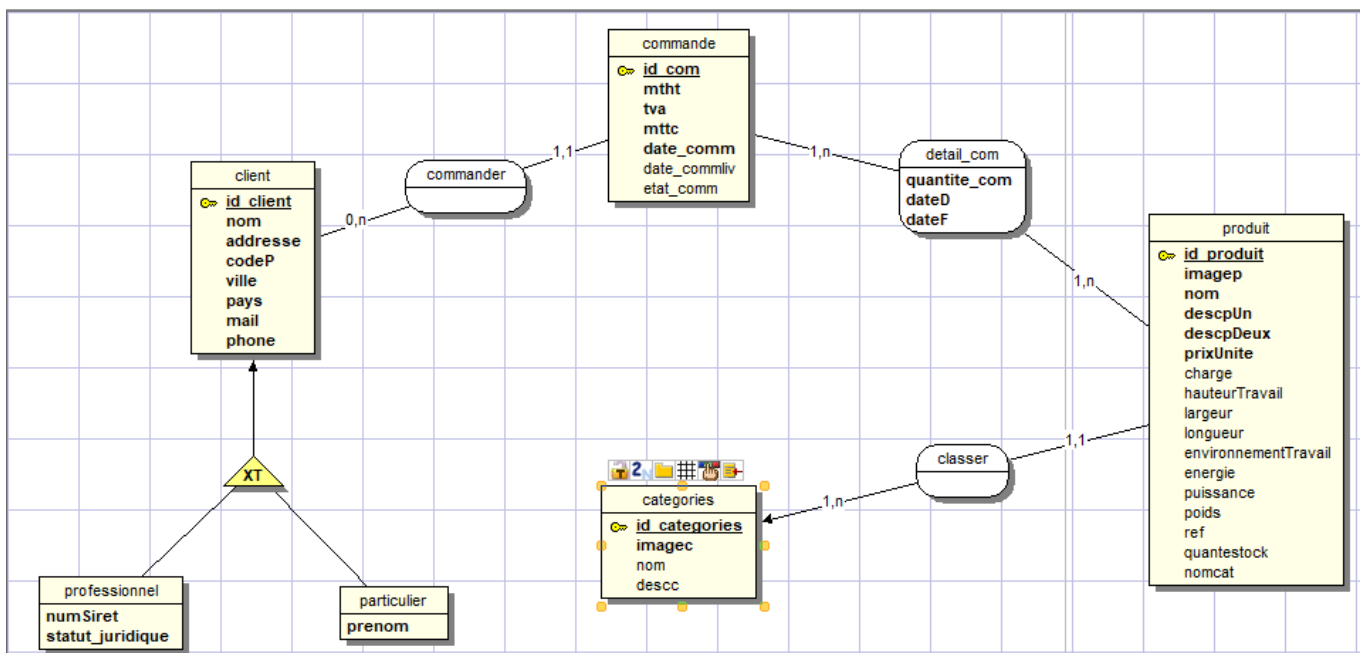 commande
id_com
mtht
tva
mttc
date_comm
date_commliv
etat_comm
1,1
commander
0,n
client
id_client
nom
addresse
codeP
ville
pays
mail
phone
1,n
detail_com
quantite_com
dateD
dateF
1,n
produit
id_produit
imagep
nom
descpUn
descpDeux
prixUnite
charge
hauteurTravail
largeur
longueur
environnementTravail
energie
puissance
poids
ref
quantestock
nomcat
1,1
classer
1,n
2
categories
id_categories
imagec
nom
descc
XT
professionnel
numSiret
statut_juridique
particulier
prenom